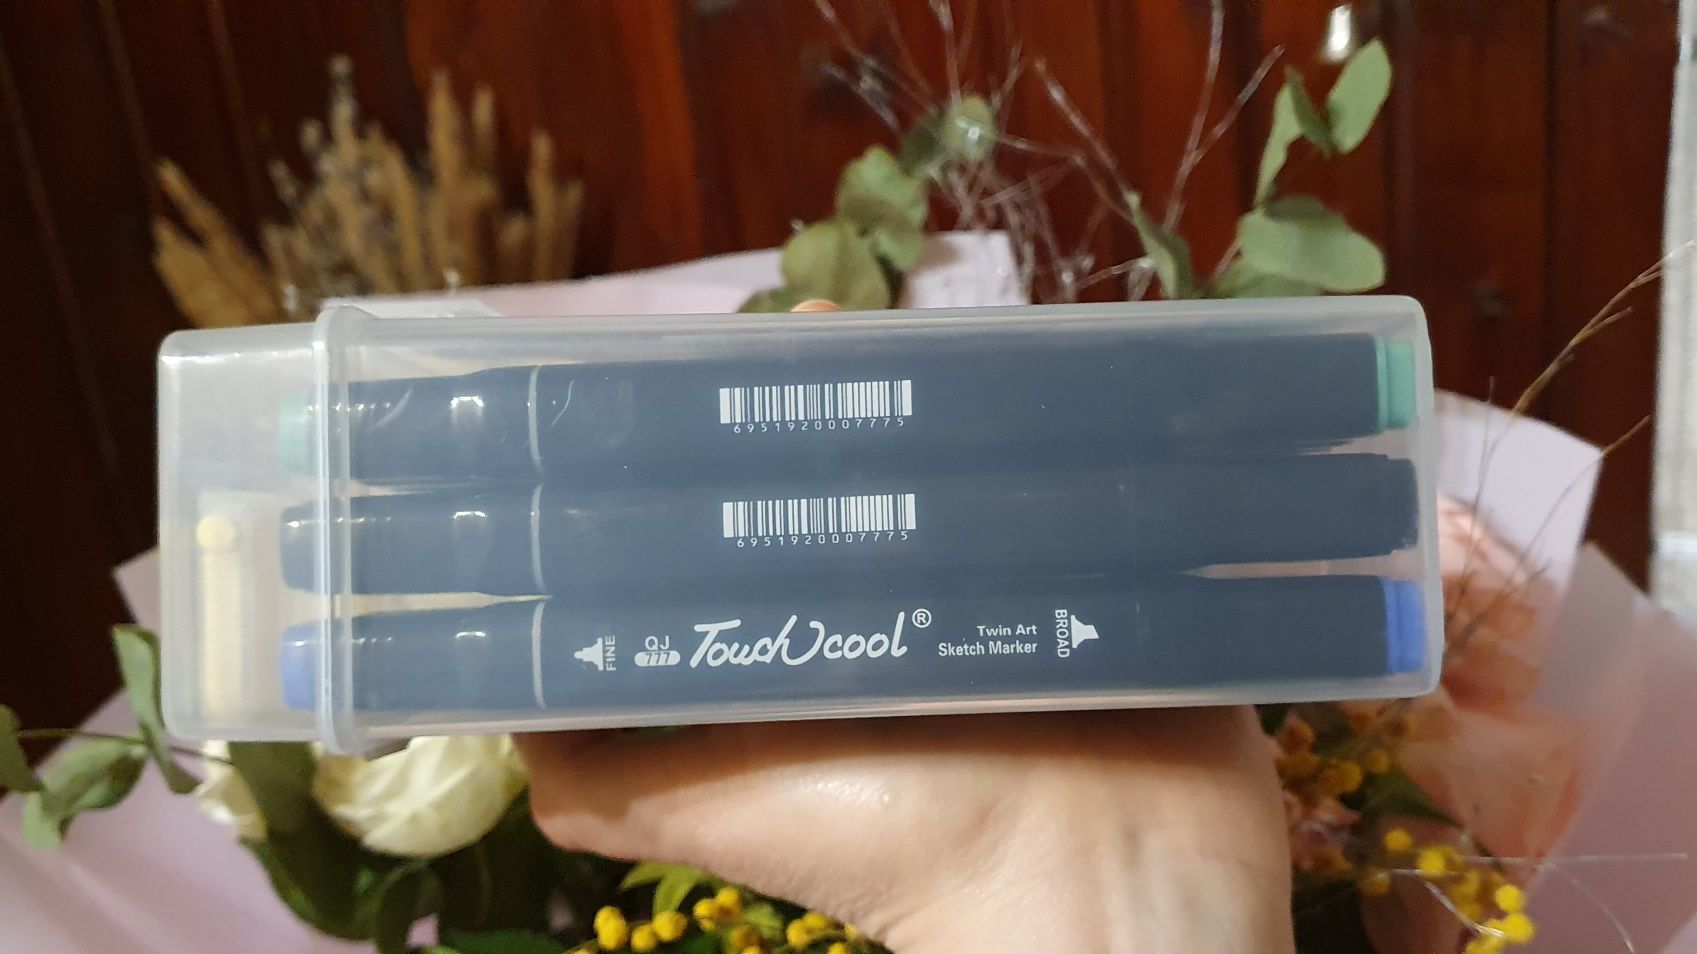 6951920007775
6951920007775
FINE
QJ
777
TouchCool®
Twin Art
Sketch Marker
BROAD